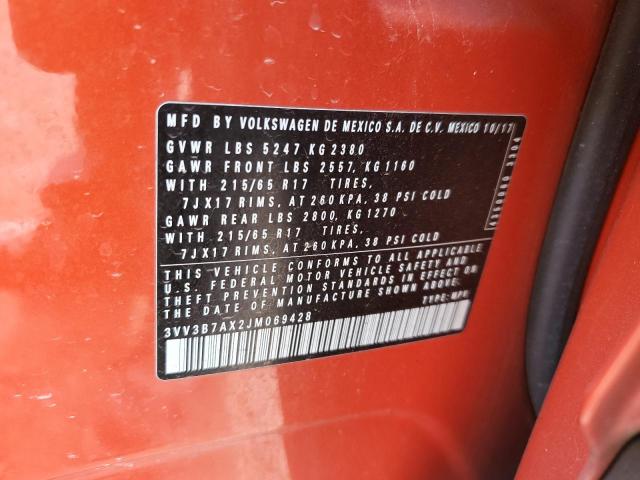 MFD BY VOLKSWAGEN DE MEXICO S.A. DE C.V. MEXICO 10/17
GVWR LBS 5247 KG 2380
GAWR FRONT LBS 2557, KG 1160
WITH 215/65 R17 TIRES,
7JX17 RIMS, AT 260 KPA, 38 PSI COLD
GAWR REAR LBS 2800, KG 1270
WITH 215/65 R17 TIRES,
7JX17 RIMS, AT 260 KPA, 38 PSI COLD
THIS VEHICLE CONFORMS TO ALL APPLICABLE
U.S. FEDERAL MOTOR VEHICLE SAFETY AND
THEFT PREVENTION STANDARDS IN EFFECT ON
THE DATE OF MANUFACTURE SHOWN ABOVE.
3VV3B7AX2JM069428 TYPE: MPV